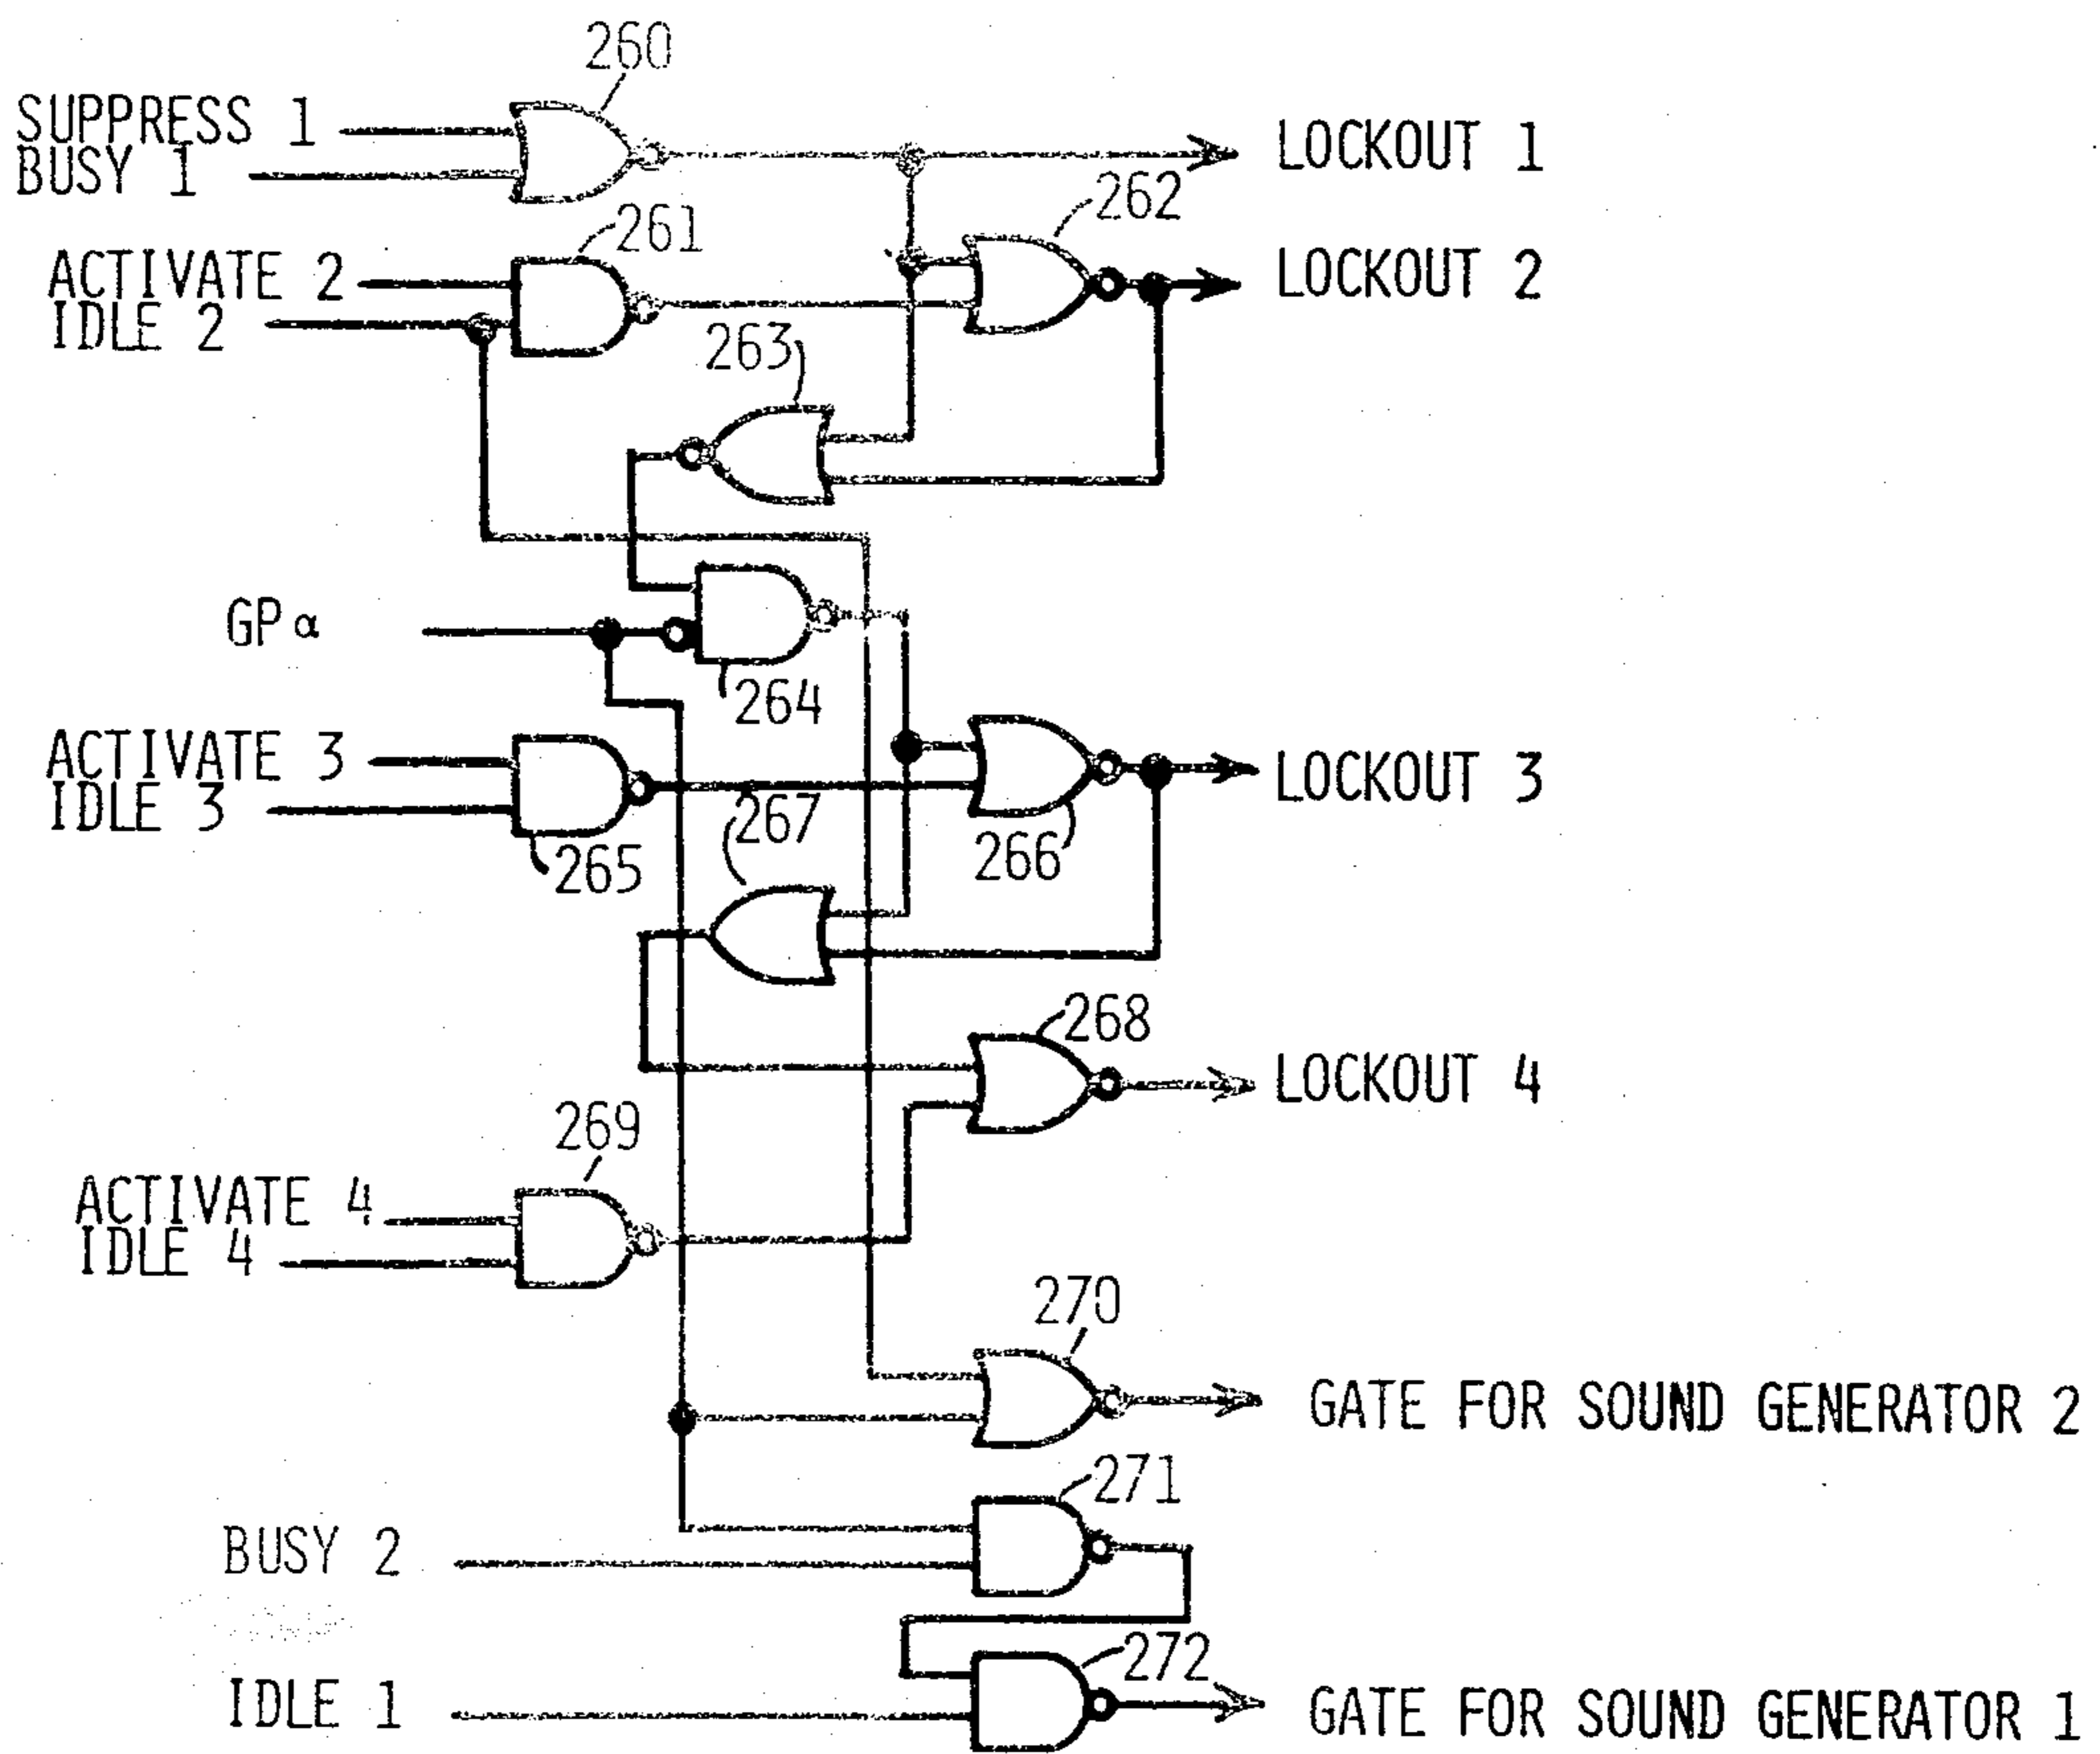 260
SUPPRESS 1
BUSY 1
LOCKOUT 1
262
261
ACTIVATE 2
IDLE 2
LOCKOUT 2
263
GP α
264
ACTIVATE 3
IDLE 3
LOCKOUT 3
267
266
265
268
LOCKOUT 4
269
ACTIVATE 4
IDLE 4
270
GATE FOR SOUND GENERATOR 2
271
BUSY 2
272
IDLE 1
GATE FOR SOUND GENERATOR 1